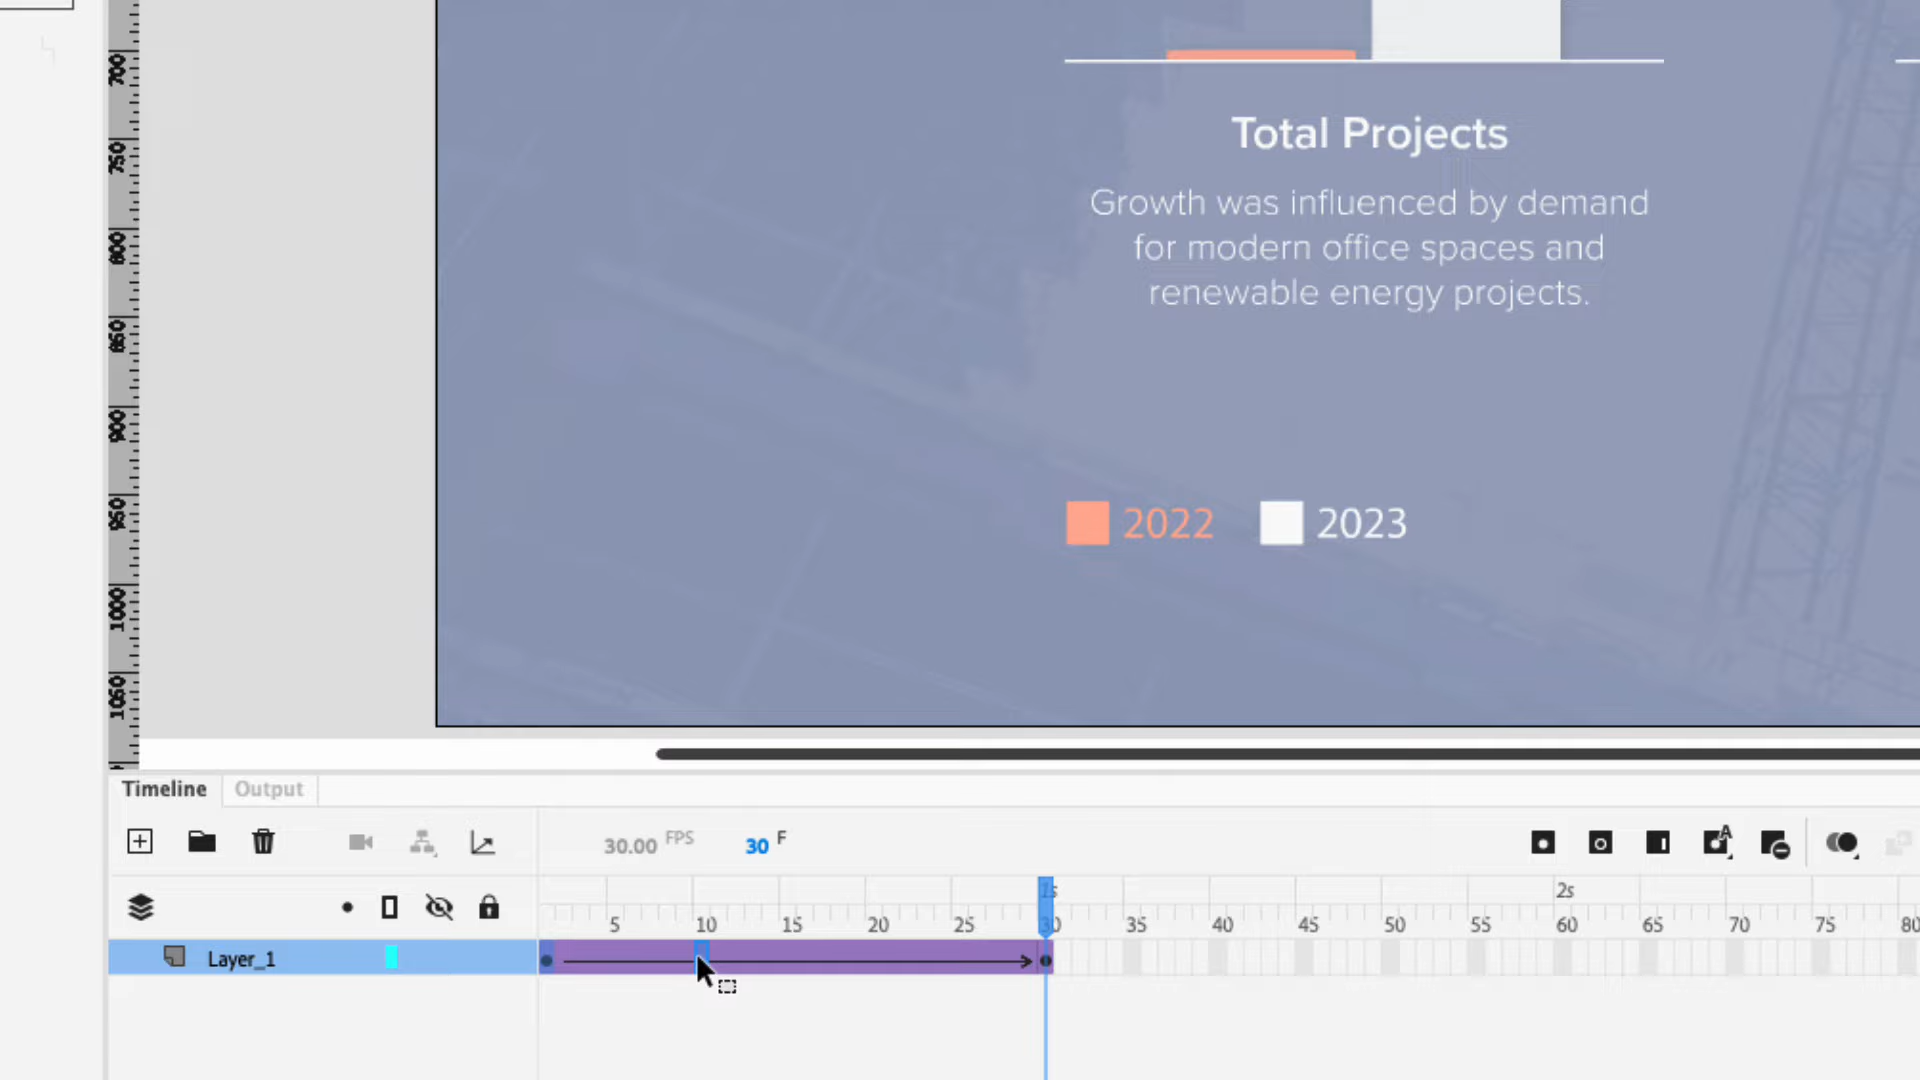 700
750
800
850
900
950
1000
1050
Total Projects
Growth was influenced by demand
for modern office spaces and
renewable energy projects.
2022 2023
Timeline Output
30.00 FPS 30 F
A
1s 2s
5 10 15 20 25 30 35 40 45 50 55 60 65 70 75 80
Layer_1